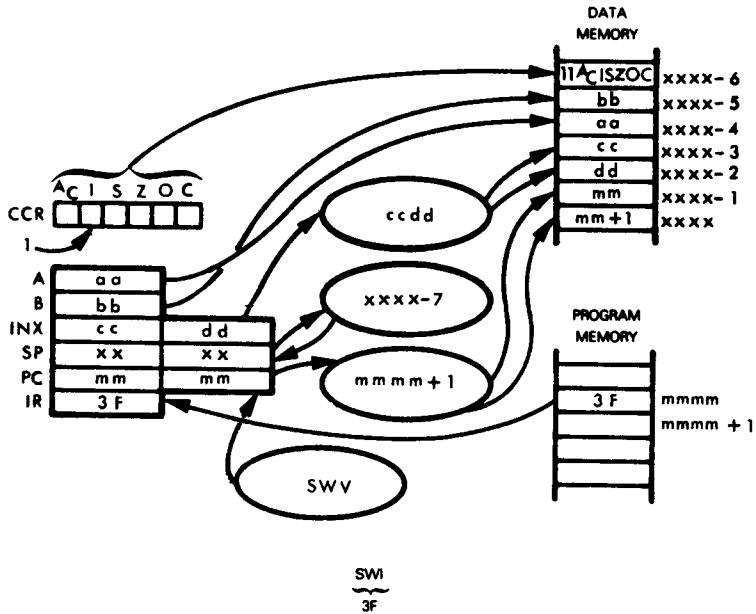 DATA
MEMORY
11ACISZOC xxxx-6
bb xxxx-5
aa xxxx-4
cc xxxx-3
dd xxxx-2
mm xxxx-1
mm+1 xxxx
AC I S Z O C
CCR
1
ccdd
A aa
B bb
INX cc dd
SP xx xx
PC mm mm
IR 3F
xxxx-7
mmmm+1
SWV
PROGRAM
MEMORY
3F mmmm
mmmm+1
SWI
3F